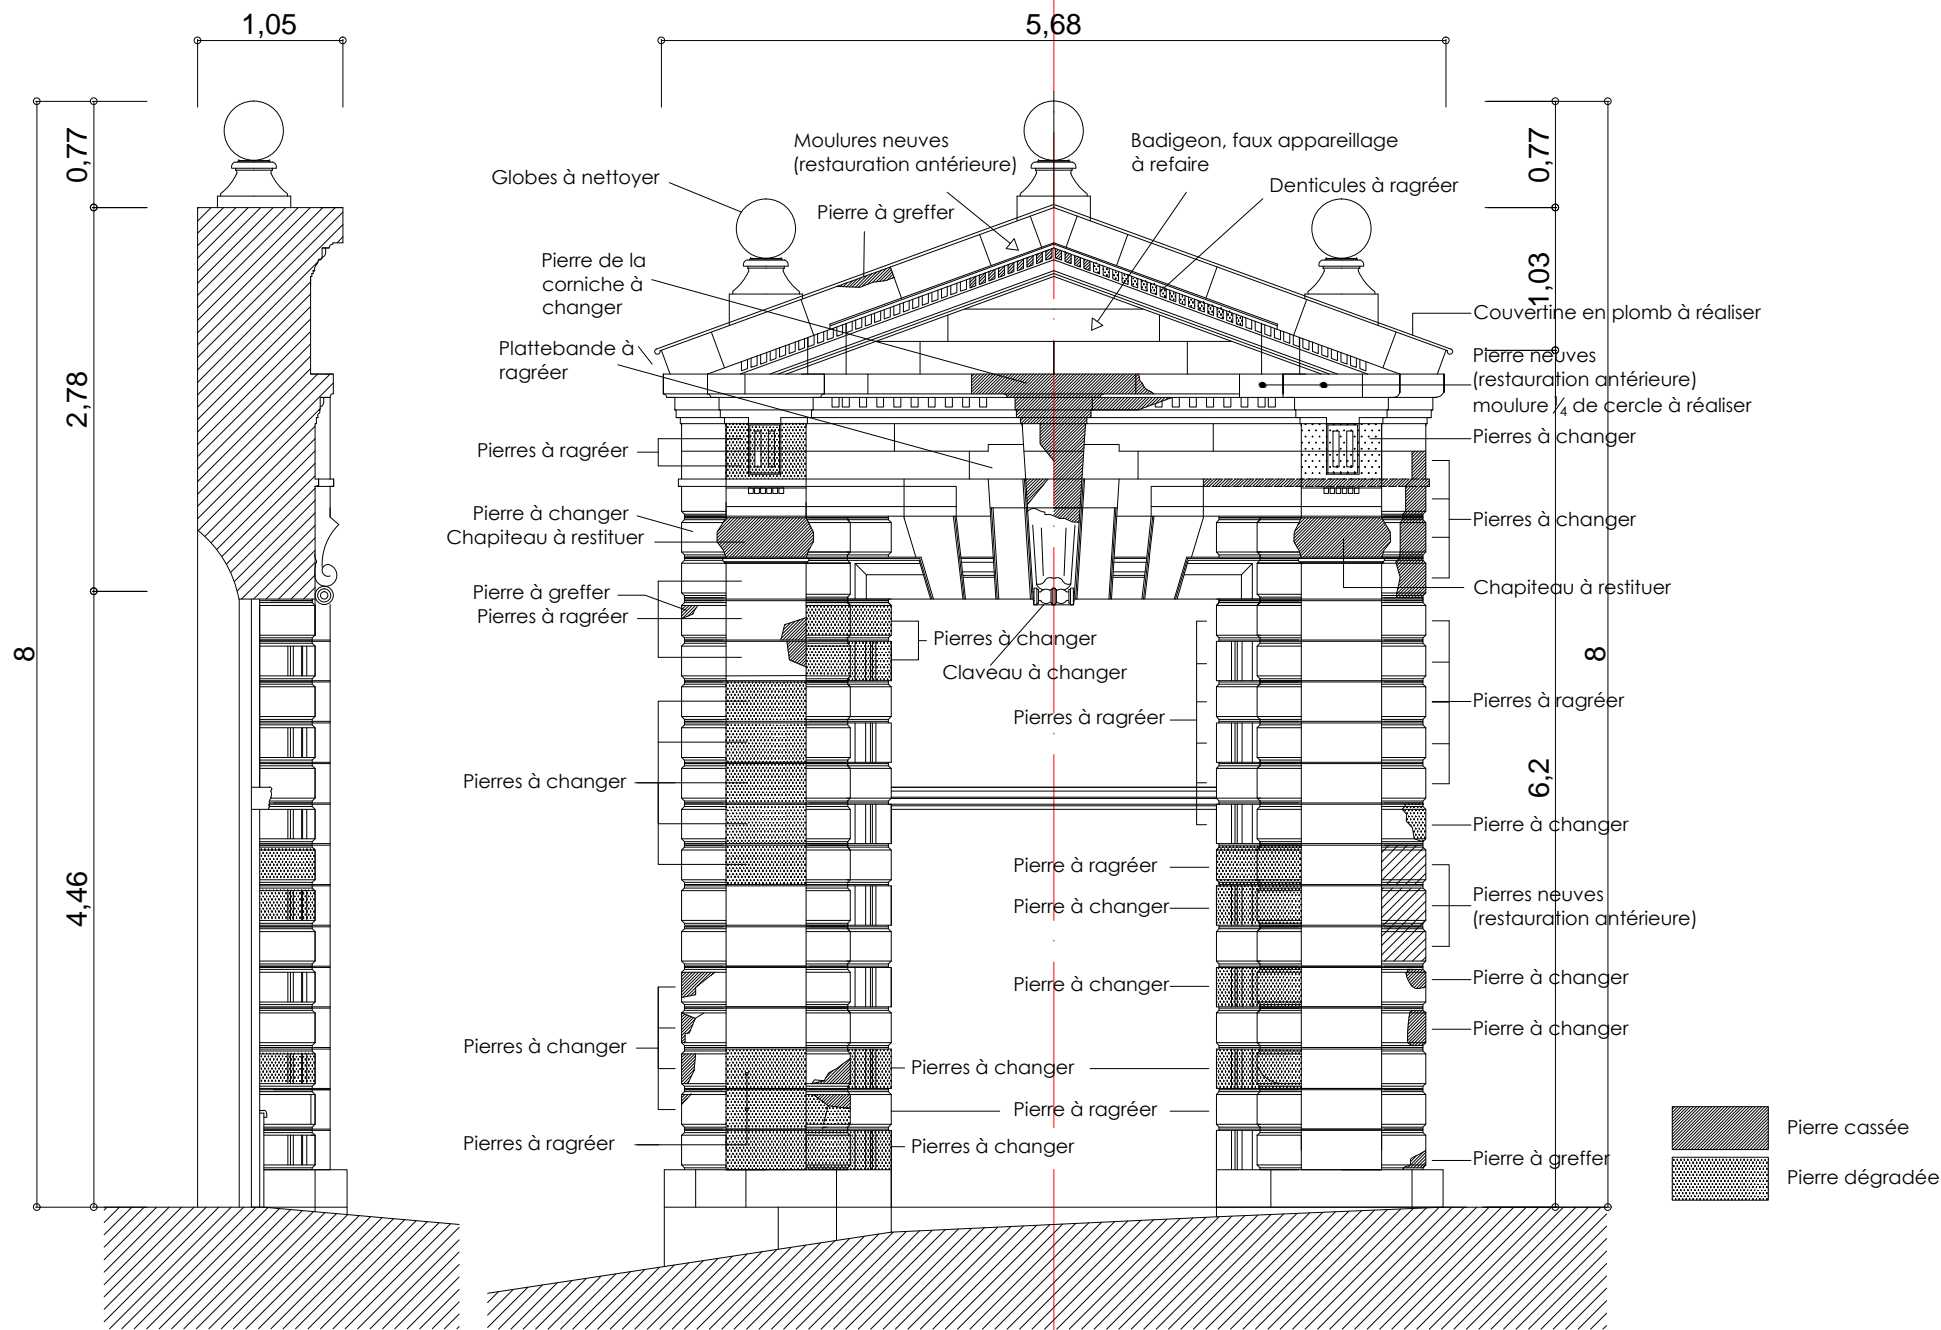 1,05
5,68
0,77
2,78
8
4,46
Globes à nettoyer
Moulures neuves
(restauration antérieure)
Pierre à greffer
Badigeon, faux appareillage
à refaire
Denticules à ragréer
Pierre de la
corniche à
changer
Plattebande à
ragréer
Pierres à ragréer
Pierre à changer
Chapiteau à restituer
Pierre à greffer
Pierres à ragréer
Pierres à changer
Pierres à changer
Pierres à ragréer
Pierres à changer
Claveau à changer
Pierres à ragréer
Pierre à ragréer
Pierre à changer
Pierre à changer
Pierres à changer
Pierre à ragréer
Pierres à changer
0,77
1,03
8
6,2
Couvertine en plomb à réaliser
Pierre neuves
(restauration antérieure)
moulure ¼ de cercle à réaliser
Pierres à changer
Pierres à changer
Chapiteau à restituer
Pierres à ragréer
Pierre à changer
Pierres neuves
(restauration antérieure)
Pierre à changer
Pierre à changer
Pierre à greffer
Pierre cassée
Pierre dégradée